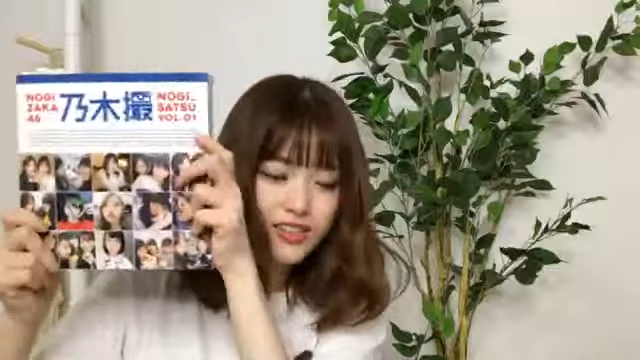 NOGI
ZAKA
46
乃木撮
NOGI_
SATSU
VOL.01